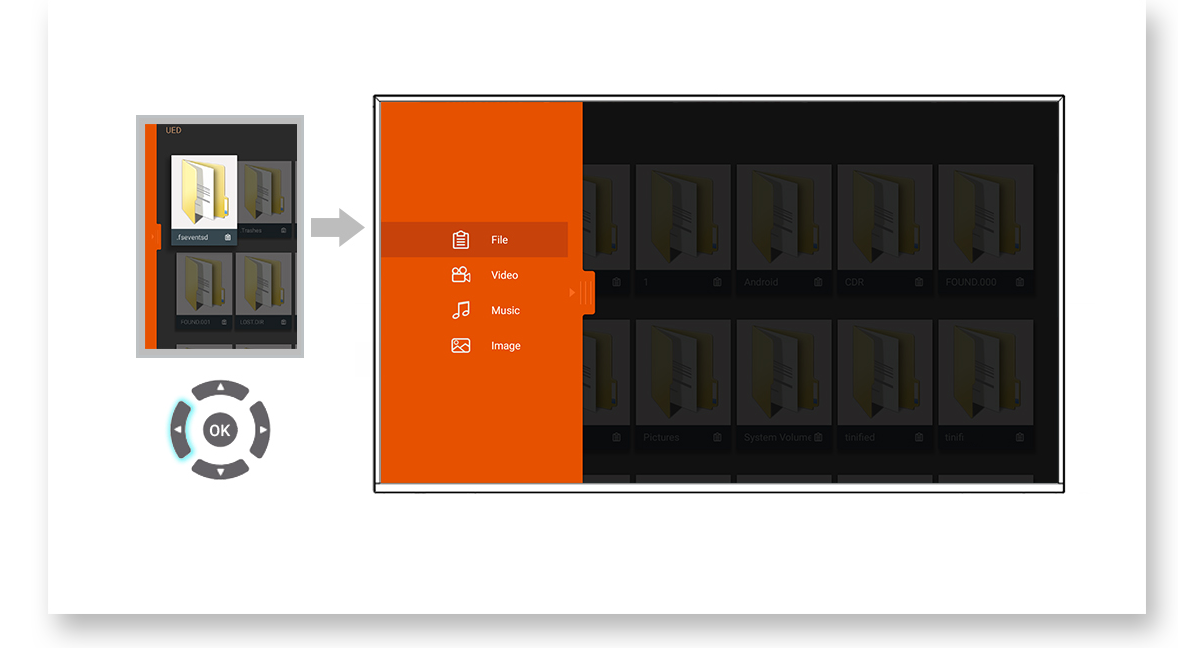 UED
.fseventsd
.Trashes
FOUND.001
LOST.DIR
OK
File
Video
Music
Image
1
Android
CDR
FOUND.000
Pictures
System Volume
tinified
tinifi